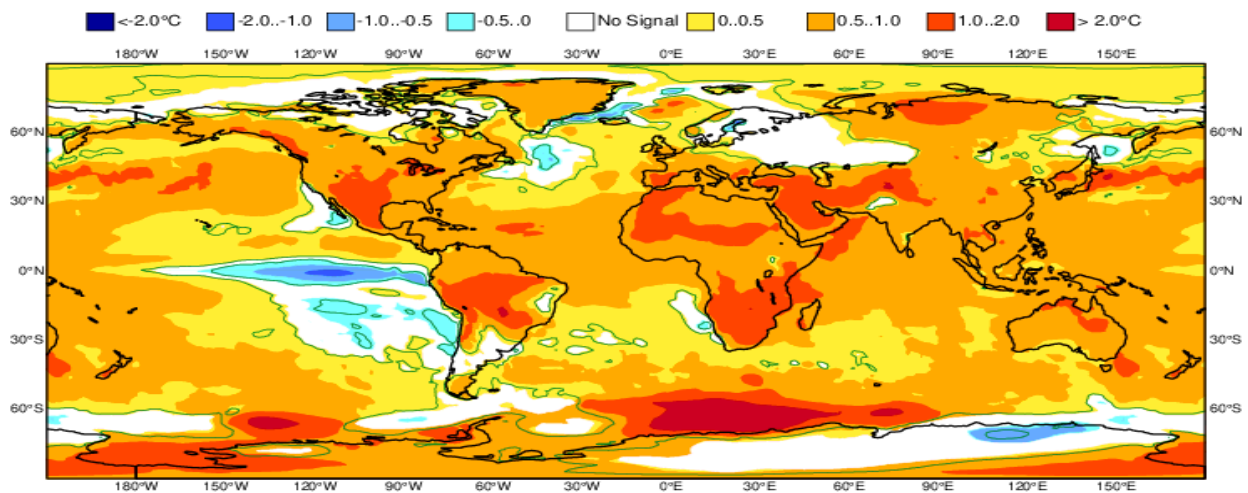 <-2.0°C -2.0..-1.0 -1.0..-0.5 -0.5..0 No Signal 0..0.5 0.5..1.0 1.0..2.0 > 2.0°C
180°W 150°W 120°W 90°W 60°W 30°W 0°E 30°E 60°E 90°E 120°E 150°E
60°N 60°N
30°N 30°N
0°N 0°N
30°S 30°S
60°S 60°S
180°W 150°W 120°W 90°W 60°W 30°W 0°E 30°E 60°E 90°E 120°E 150°E